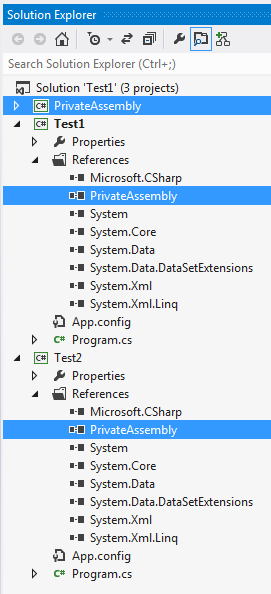 Solution Explorer
Search Solution Explorer (Ctrl+;)
Solution 'Test1' (3 projects)
C# PrivateAssembly
C# Test1
Properties
References
Microsoft.CSharp
PrivateAssembly
System
System.Core
System.Data
System.Data.DataSetExtensions
System.Xml
System.Xml.Linq
App.config
C# Program.cs
C# Test2
Properties
References
Microsoft.CSharp
PrivateAssembly
System
System.Core
System.Data
System.Data.DataSetExtensions
System.Xml
System.Xml.Linq
App.config
C# Program.cs